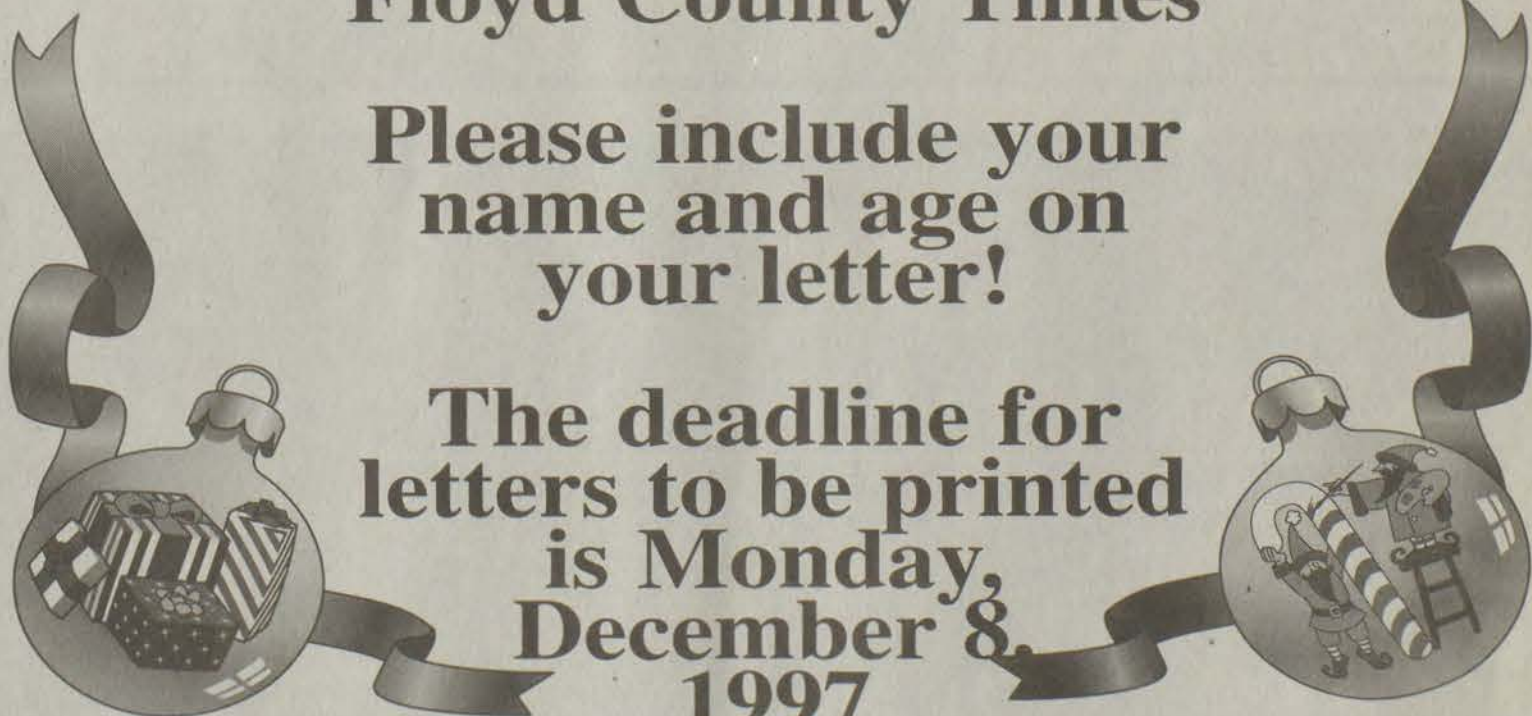 Floyd County Times
Please include your
name and age on
your letter!
The deadline for
letters to be printed
is Monday,
December 8,
1997